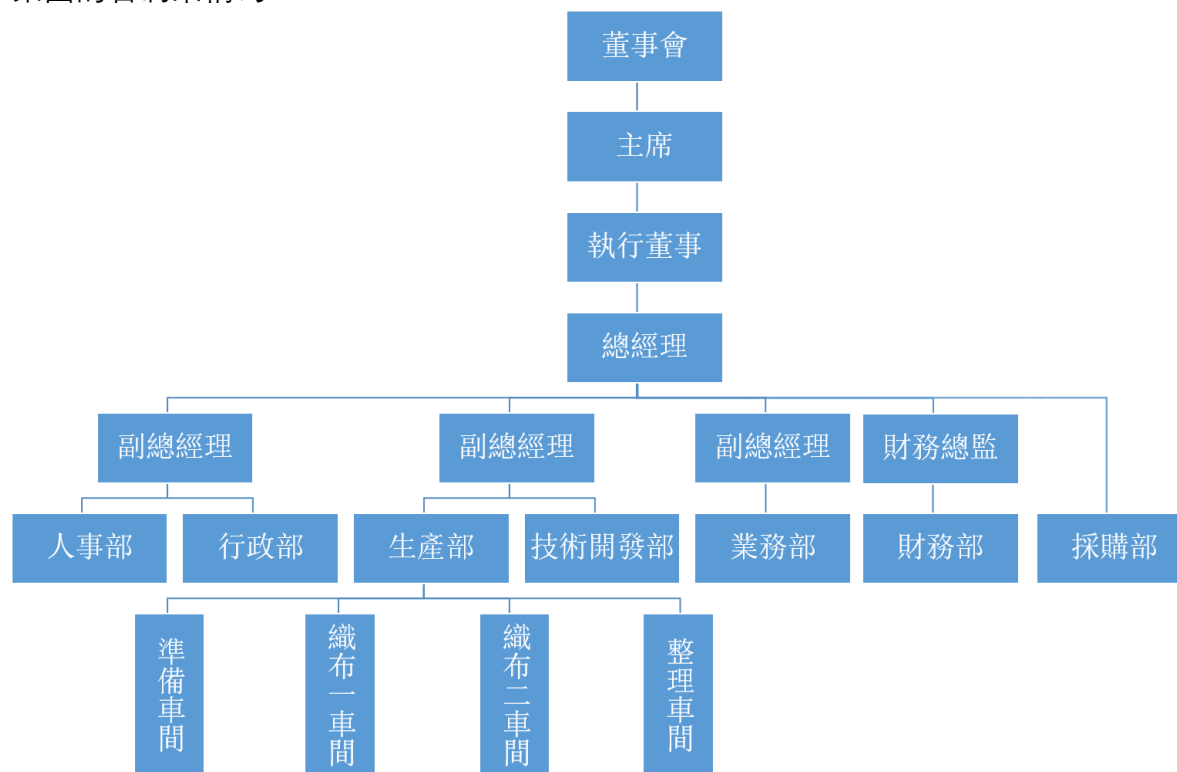 董事會
主席
執行董事
總經理
副總經理
副總經理
副總經理
財務總監
人事部
行政部
生產部
技術開發部
業務部
財務部
採購部
準備車間
織布一車間
織布二車間
整理車間